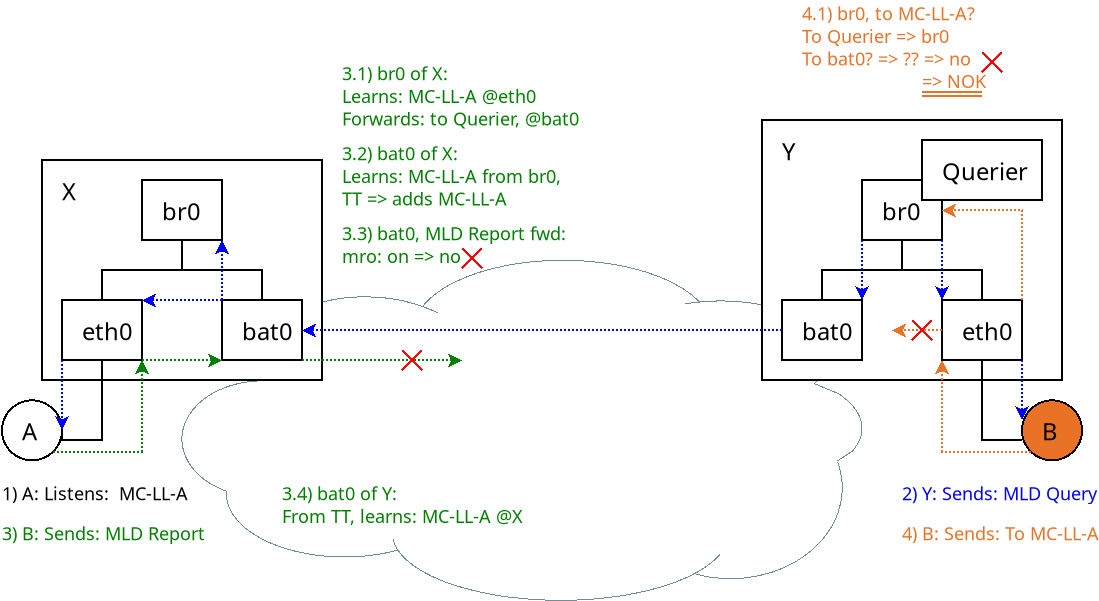 4.1) br0, to MC-LL-A?
To Querier => br0
To bat0? => ?? => no
=> NOK
3.1) br0 of X:
Learns: MC-LL-A @eth0
Forwards: to Querier, @bat0
3.2) bat0 of X:
Learns: MC-LL-A from br0,
TT => adds MC-LL-A
3.3) bat0, MLD Report fwd:
mro: on => no
X
br0
eth0
bat0
Y
Querier
br0
bat0
eth0
A
B
1) A: Listens:  MC-LL-A
3) B: Sends: MLD Report
3.4) bat0 of Y:
From TT, learns: MC-LL-A @X
2) Y: Sends: MLD Query
4) B: Sends: To MC-LL-A